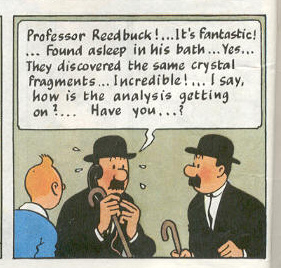 Professor Reedbuck!...It's fantastic!
... Found asleep in his bath...Yes...
They discovered the same crystal
fragments... Incredible!... I say,
how is the analysis getting
on?... Have you...?